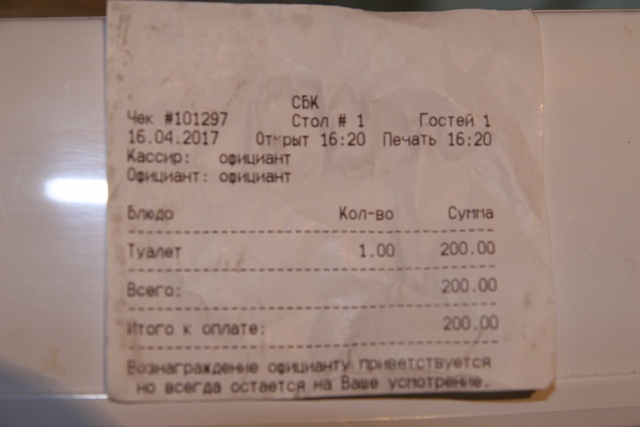 СБК
Чек #101297 Стол # 1 Гостей 1
16.04.2017 Открыт 16:20 Печать 16:20
Кассир: официант
Официант: официант
Блюдо Кол-во Сумма
Туалет 1.00 200.00
Всего: 200.00
Итого к оплате: 200.00
Вознаграждение официанту приветствуется
но всегда остается на Ваше усмотрение.